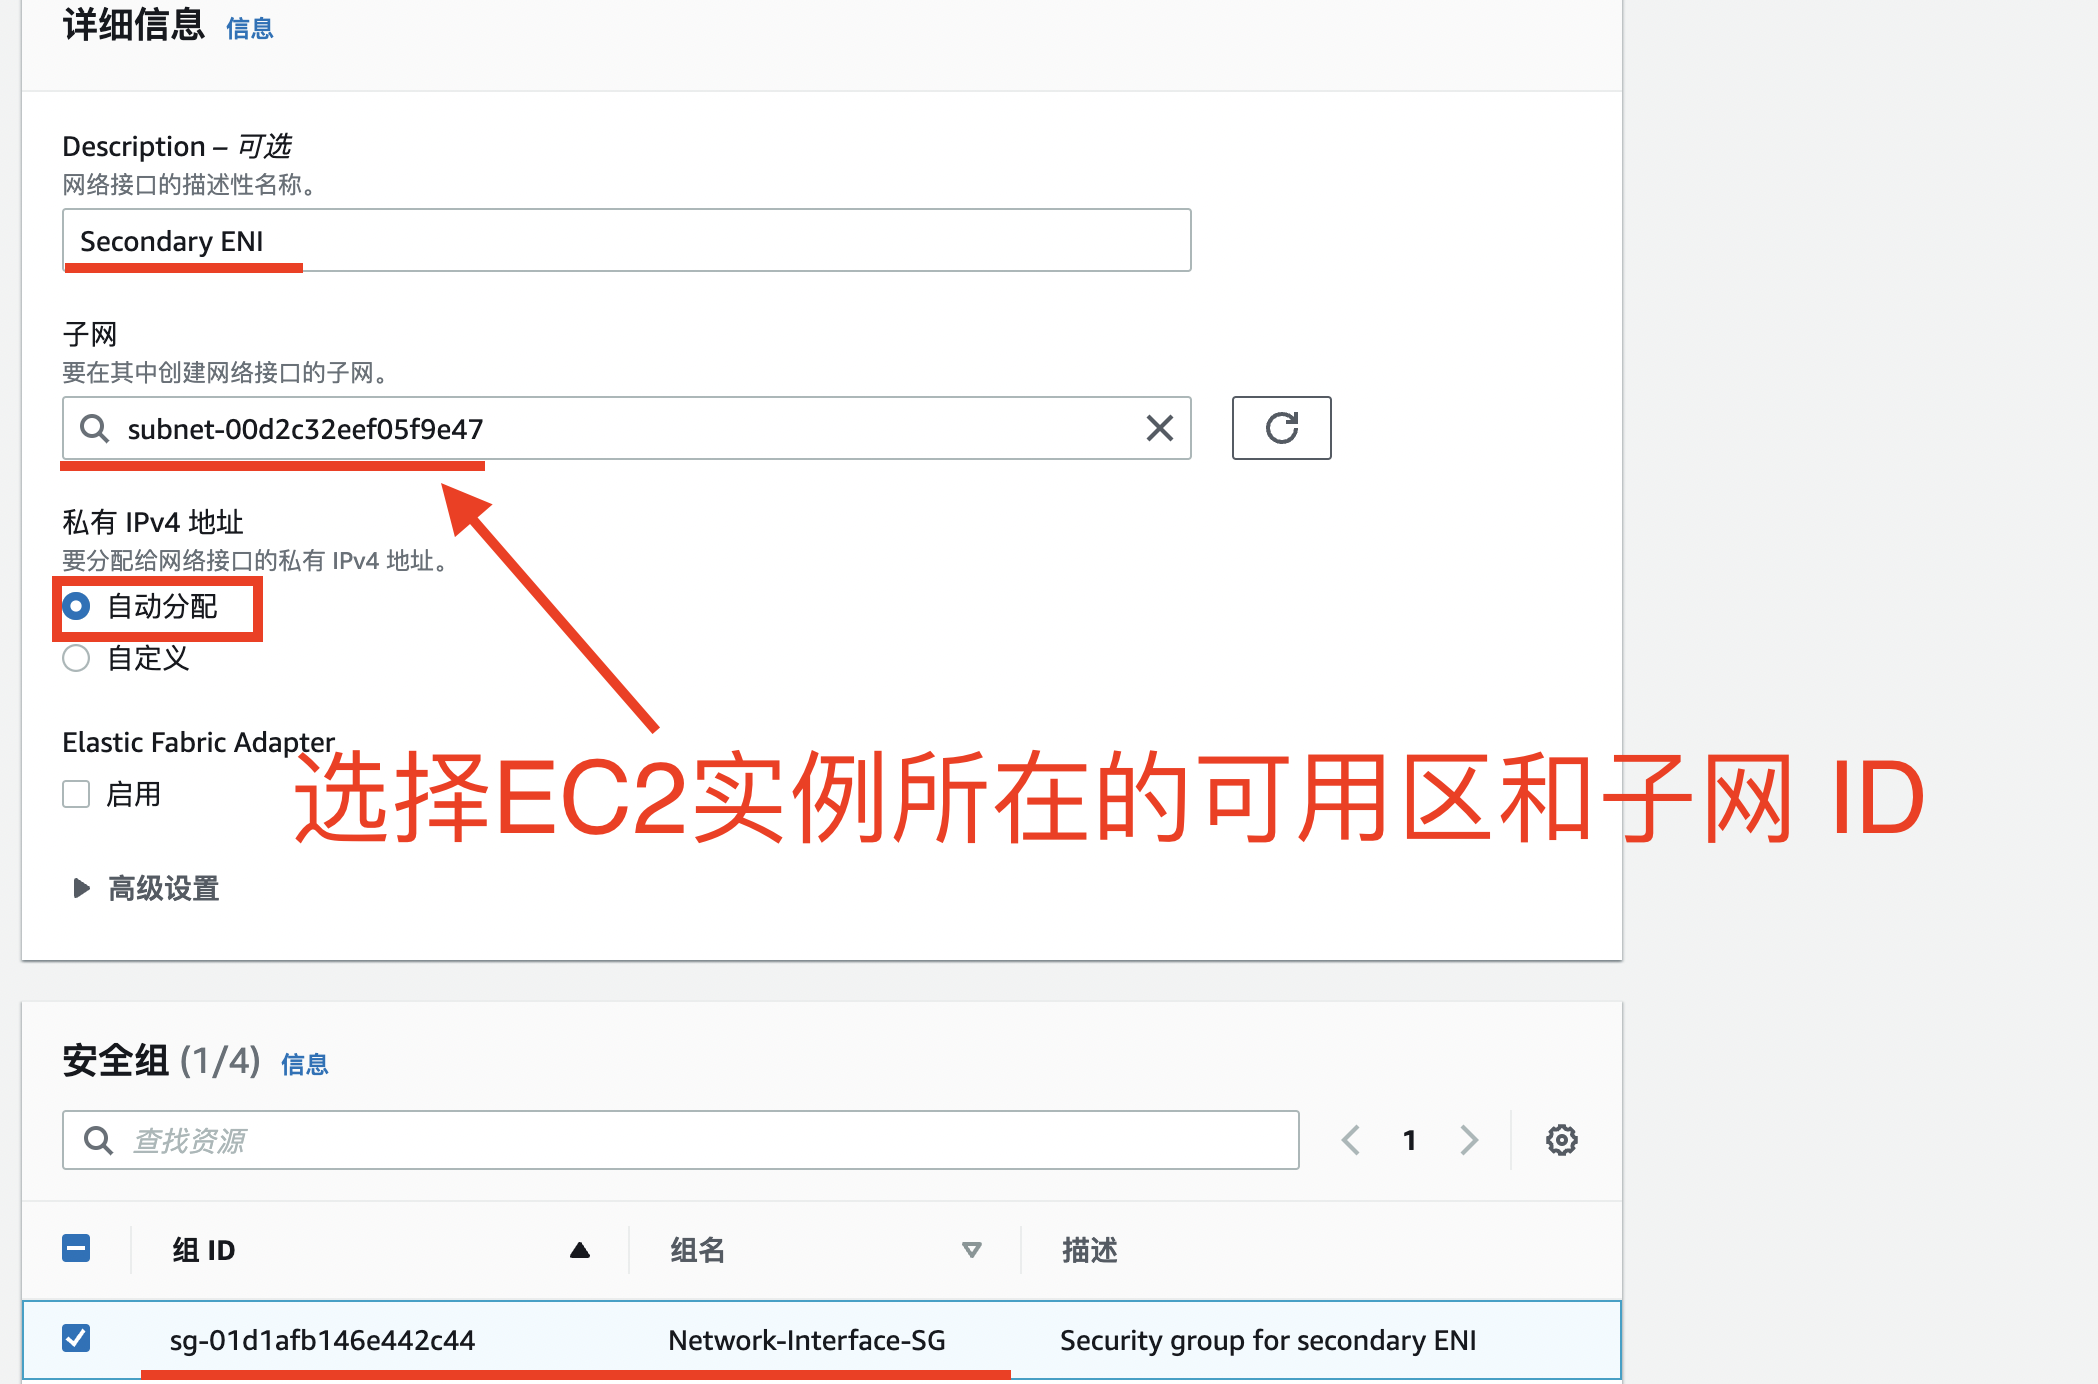 详细信息 信息
Description – 可选
网络接口的描述性名称。
Secondary ENI
子网
要在其中创建网络接口的子网。
subnet-00d2c32eef05f9e47
私有 IPv4 地址
要分配给网络接口的私有 IPv4 地址。
自动分配
自定义
Elastic Fabric Adapter
启用
选择EC2实例所在的可用区和子网 ID
高级设置
安全组 (1/4) 信息
查找资源
1
组 ID 组名 描述
sg-01d1afb146e442c44 Network-Interface-SG Security group for secondary ENI